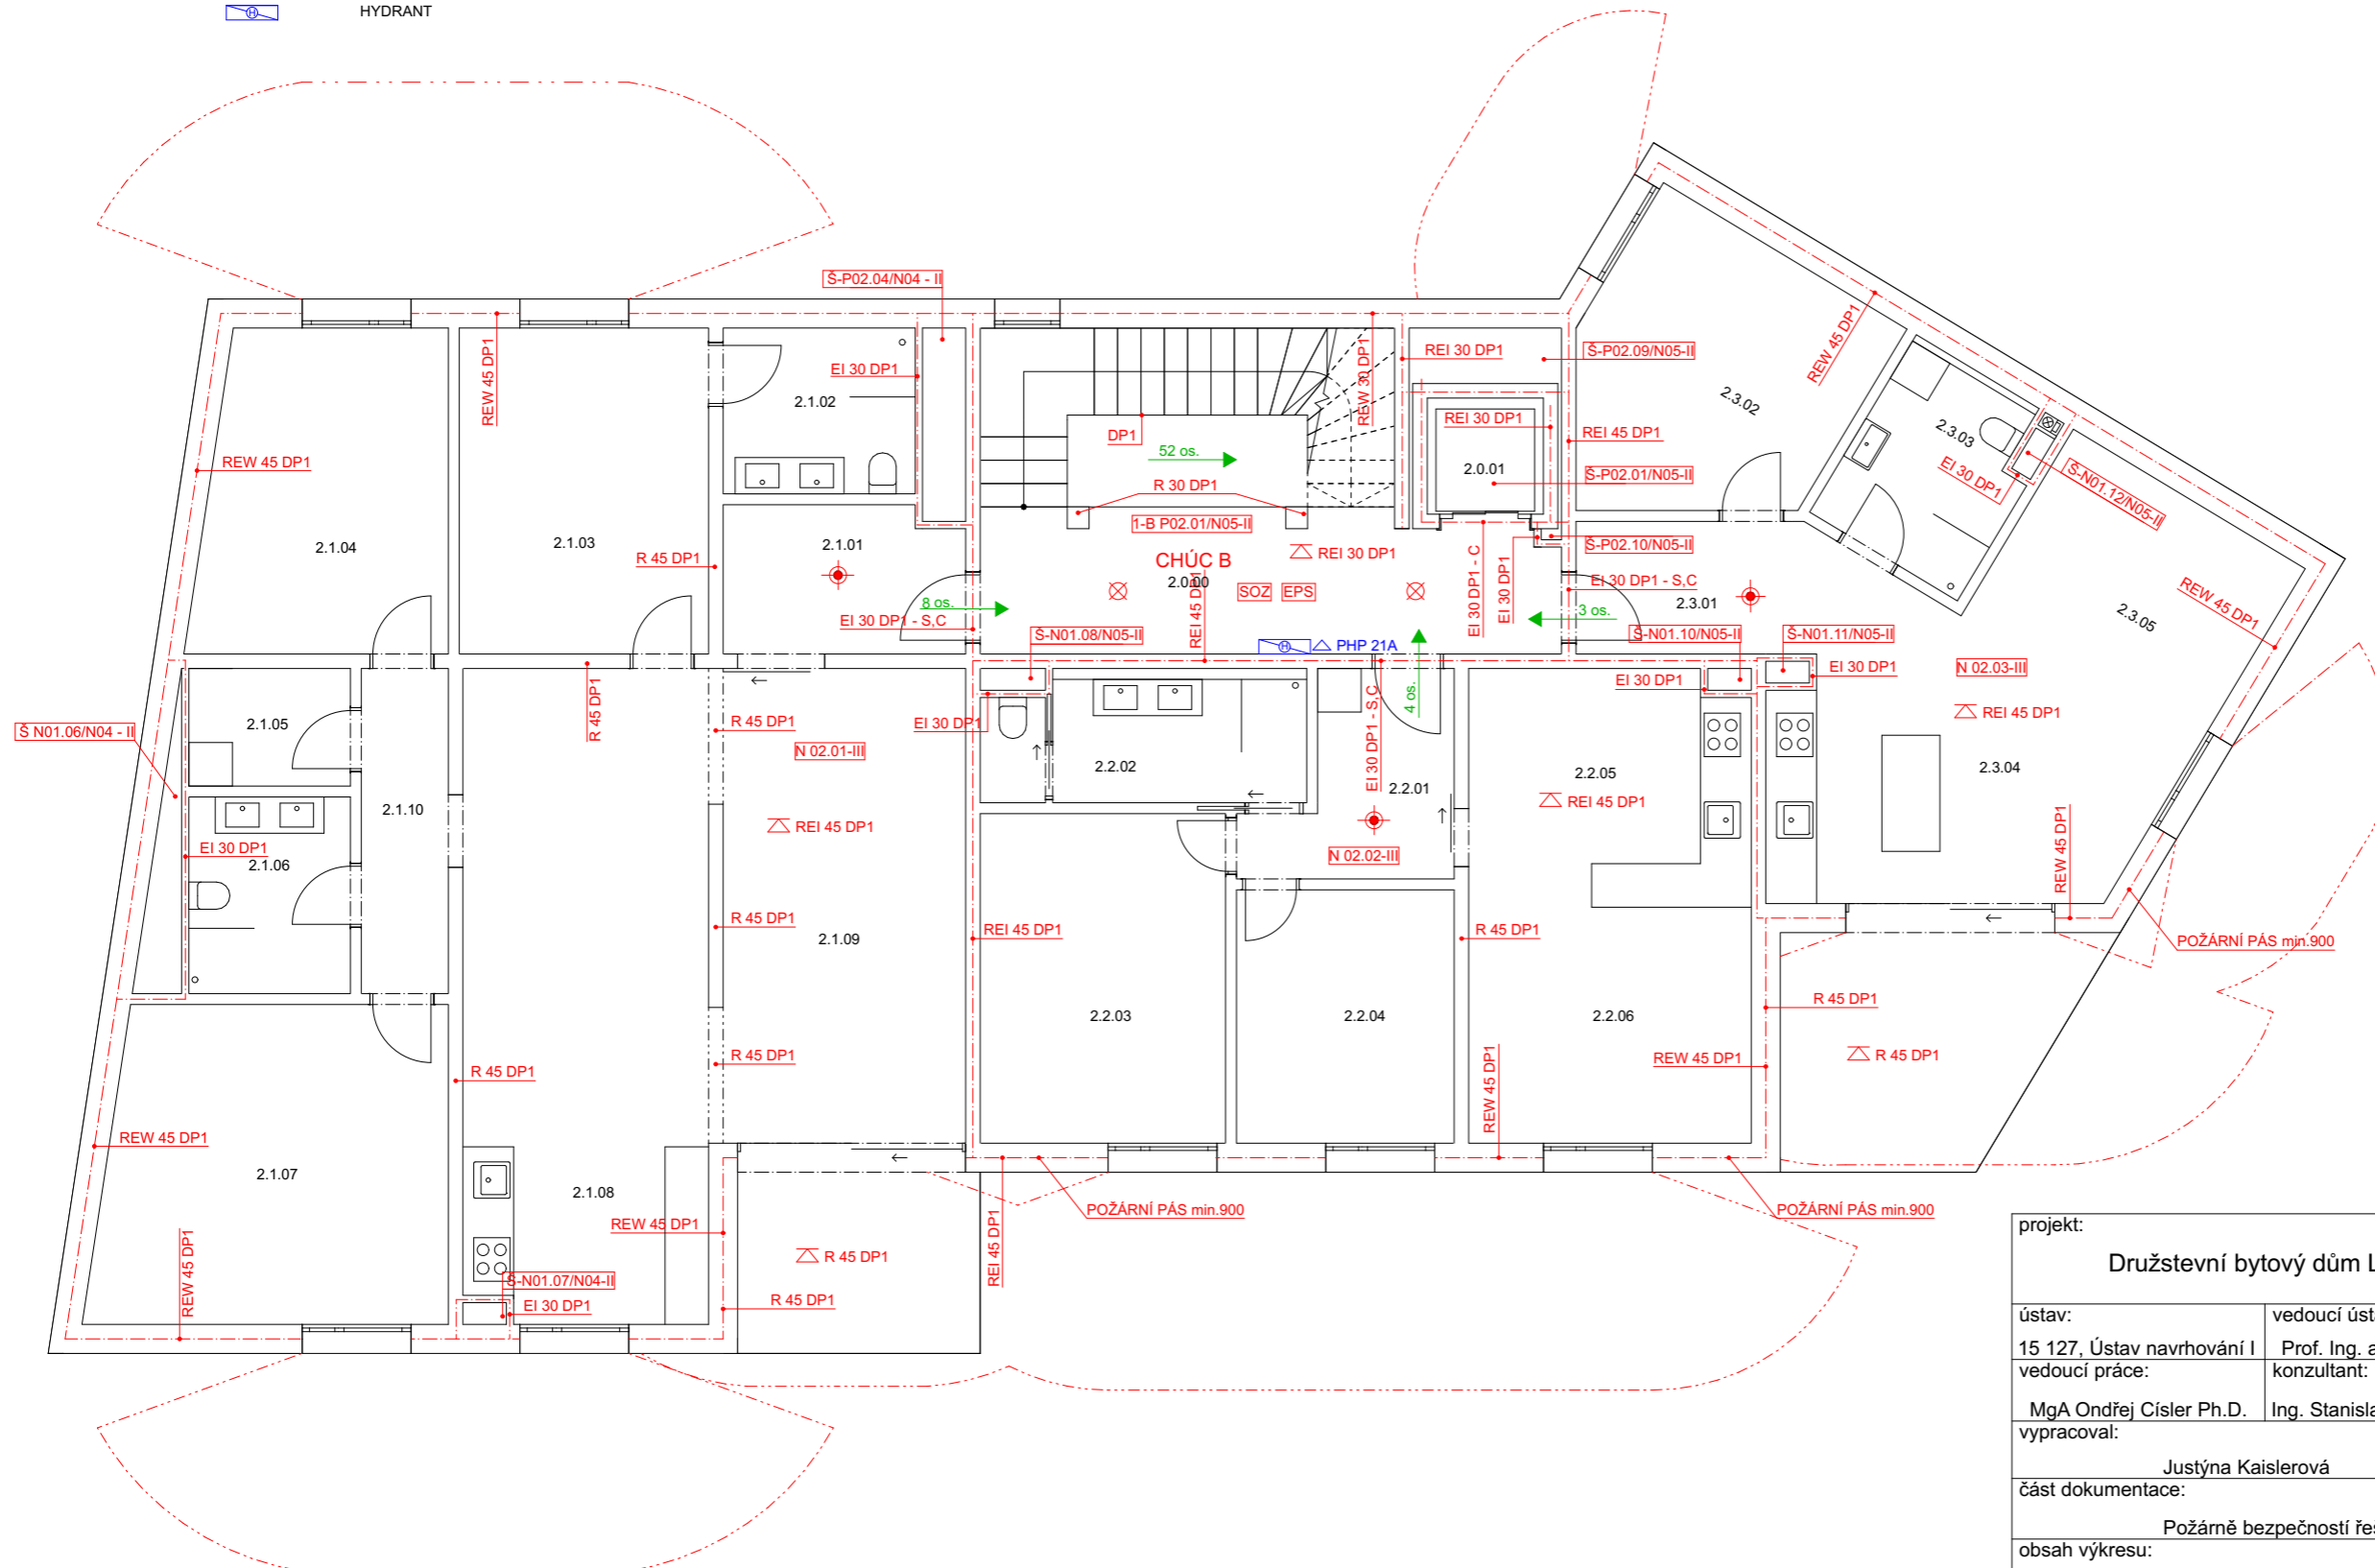 HYDRANT
Š-P02.04/N04 - II
REW 45 DP1
EI 30 DP1
2.1.02
REW 30 DP1
REI 30 DP1
Š-P02.09/N05-II
REW 45 DP1
2.3.02
2.3.03
EI 30 DP1
Š-N01.12/N05-II
DP1
52 os.
REI 30 DP1
REI 45 DP1
REW 45 DP1
2.0.01
Š-P02.01/N05-II
R 30 DP1
1-B P02.01/N05-II
2.1.04
2.1.03
2.1.01
R 45 DP1
CHÚC B
REI 30 DP1
2.0.00
SOZ
EPS
REI 45 DP1
EI 30 DP1 - C
EI 30 DP1
Š-P02.10/N05-II
EI 30 DP1 - S,C
2.3.01
3 os.
REW 45 DP1
2.3.05
8 os.
EI 30 DP1 - S,C
Š-N01.08/N05-II
H
PHP 21A
4 os.
Š-N01.10/N05-II
Š-N01.11/N05-II
EI 30 DP1
EI 30 DP1
N 02.03-III
REI 45 DP1
2.3.04
Š N01.06/N04 - II
2.1.05
R 45 DP1
R 45 DP1
N 02.01-III
EI 30 DP1
2.2.02
EI 30 DP1 - S,C
2.2.01
2.2.05
REI 45 DP1
2.1.10
REI 45 DP1
EI 30 DP1
2.1.06
N 02.02-III
REW 45 DP1
R 45 DP1
2.1.09
REI 45 DP1
R 45 DP1
POŽÁRNÍ PÁS min.900
2.2.03
2.2.04
2.2.06
R 45 DP1
R 45 DP1
R 45 DP1
REW 45 DP1
REW 45 DP1
R 45 DP1
REW 45 DP1
2.1.07
2.1.08
REW 45 DP1
REW 45 DP1
R 45 DP1
REI 45 DP1
POŽÁRNÍ PÁS min.900
POŽÁRNÍ PÁS min.900
Š-N01.07/N04-II
EI 30 DP1
R 45 DP1
projekt:
Družstevní bytový dům L
ústav:
vedoucí úst
15 127, Ústav navrhování I
Prof. Ing. a
vedoucí práce:
konzultant:
MgA Ondřej Císler Ph.D.
Ing. Stanisla
vypracoval:
Justýna Kaislerová
část dokumentace:
Požárně bezpečností řeš
obsah výkresu: